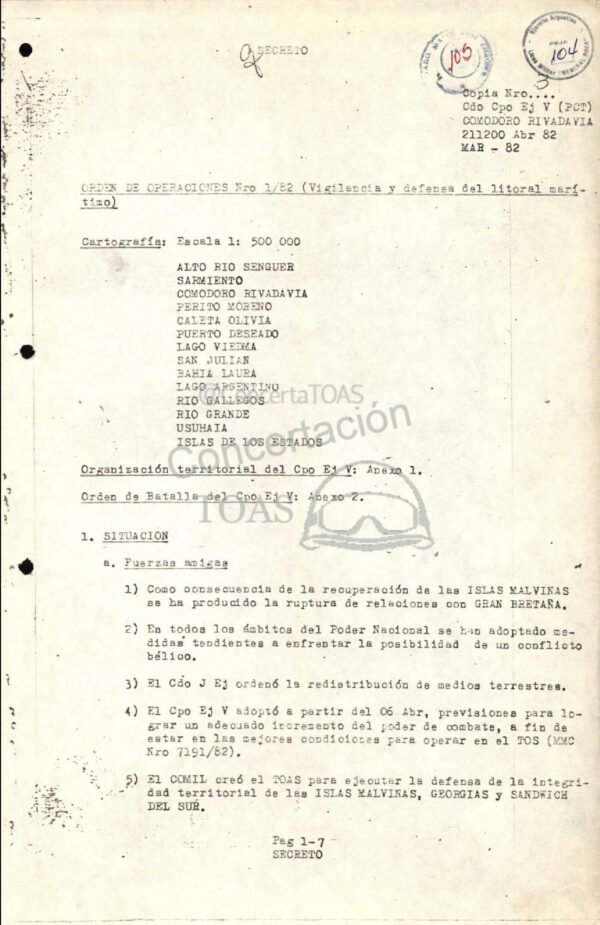 SECRETO
105
Ejército Argentino
FOJA
104
3
Copia Nro....
Cdo Cpo Ej V (PCT)
COMODORO RIVADAVIA
211200 Abr 82
MAR - 82
ORDEN DE OPERACIONES Nro 1/82 (Vigilancia y defensa del litoral marí-
timo)
Cartografía: Escala 1: 500 000
ALTO RIO SENGUER
SARMIENTO
COMODORO RIVADAVIA
PERITO MORENO
CALETA OLIVIA
PUERTO DESEADO
LAGO VIEDMA
SAN JULIAN
BAHIA LAURA
LAGO ARGENTINO
@ConcertaTOAS
RIO GALLEGOS
RIO GRANDE
USUHAIA
ISLAS DE LOS ESTADOS
Concertación
Organización territorial del Cpo Ej V: Anexo 1.
Orden de Batalla del Cpo Ej V: Anexo 2.
TOAS
1. SITUACION
a. Fuerzas amigas
1) Como consecuencia de la recuperación de las ISLAS MALVINAS
se ha producido la ruptura de relaciones con GRAN BRETAÑA.
2) En todos los ámbitos del Poder Nacional se han adoptado me-
didas tendientes a enfrentar la posibilidad de un conflicto
bélico.
3) El Cdo J Ej ordenó la redistribución de medios terrestres.
4) El Cpo Ej V adoptó a partir del 06 Abr, previsiones para lo-
grar un adecuado incremento del poder de combate, a fin de
estar en las mejores condiciones para operar en el TOS (MMC
Nro 7191/82).
5) El COMIL creó el TOAS para ejecutar la defensa de la integri-
dad territorial de las ISLAS MALVINAS, GEORGIAS y SANDWICH
DEL SUR.
Pag 1-7
SECRETO